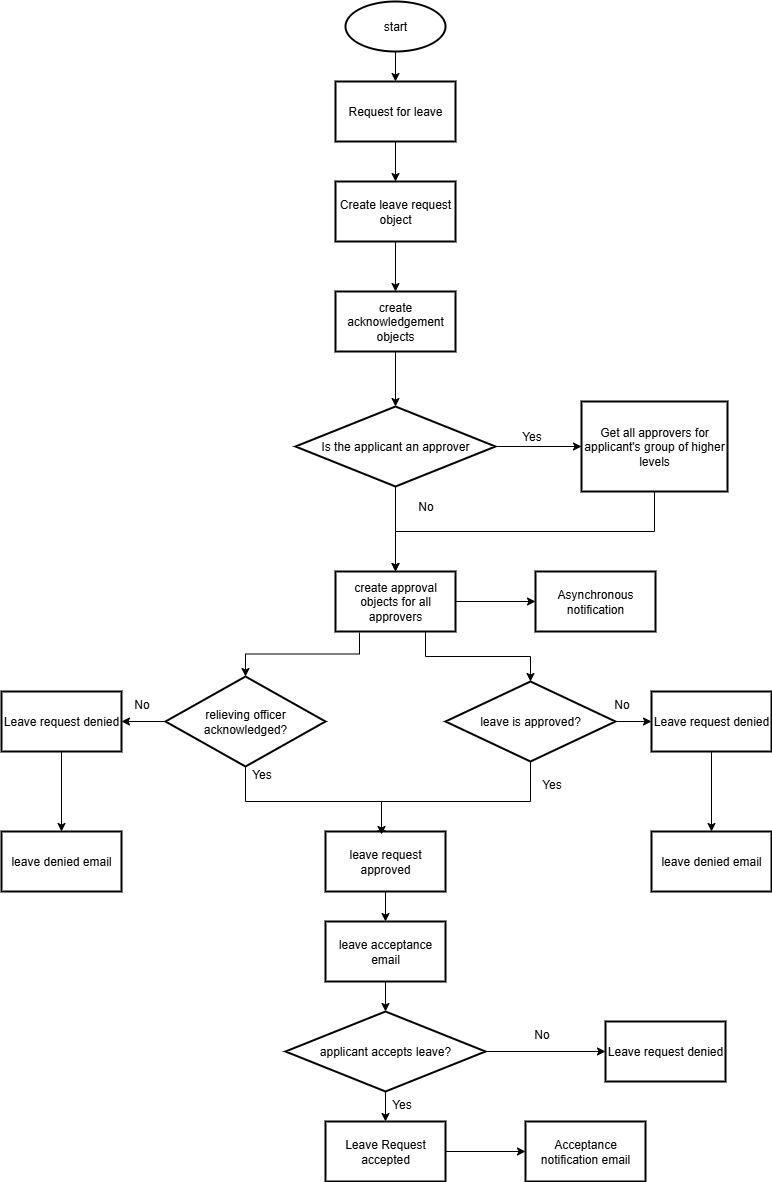 start
Request for leave
Create leave request
object
create
acknowledgement
objects
Is the applicant an approver
Yes
Get all approvers for
applicant's group of higher
levels
No
create approval
objects for all
approvers
Asynchronous
notification
Leave request denied
No
relieving officer
acknowledged?
leave is approved?
No
Leave request denied
Yes
Yes
leave denied email
leave request
approved
leave denied email
leave acceptance
email
applicant accepts leave?
No
Leave request denied
Yes
Leave Request
accepted
Acceptance
notification email